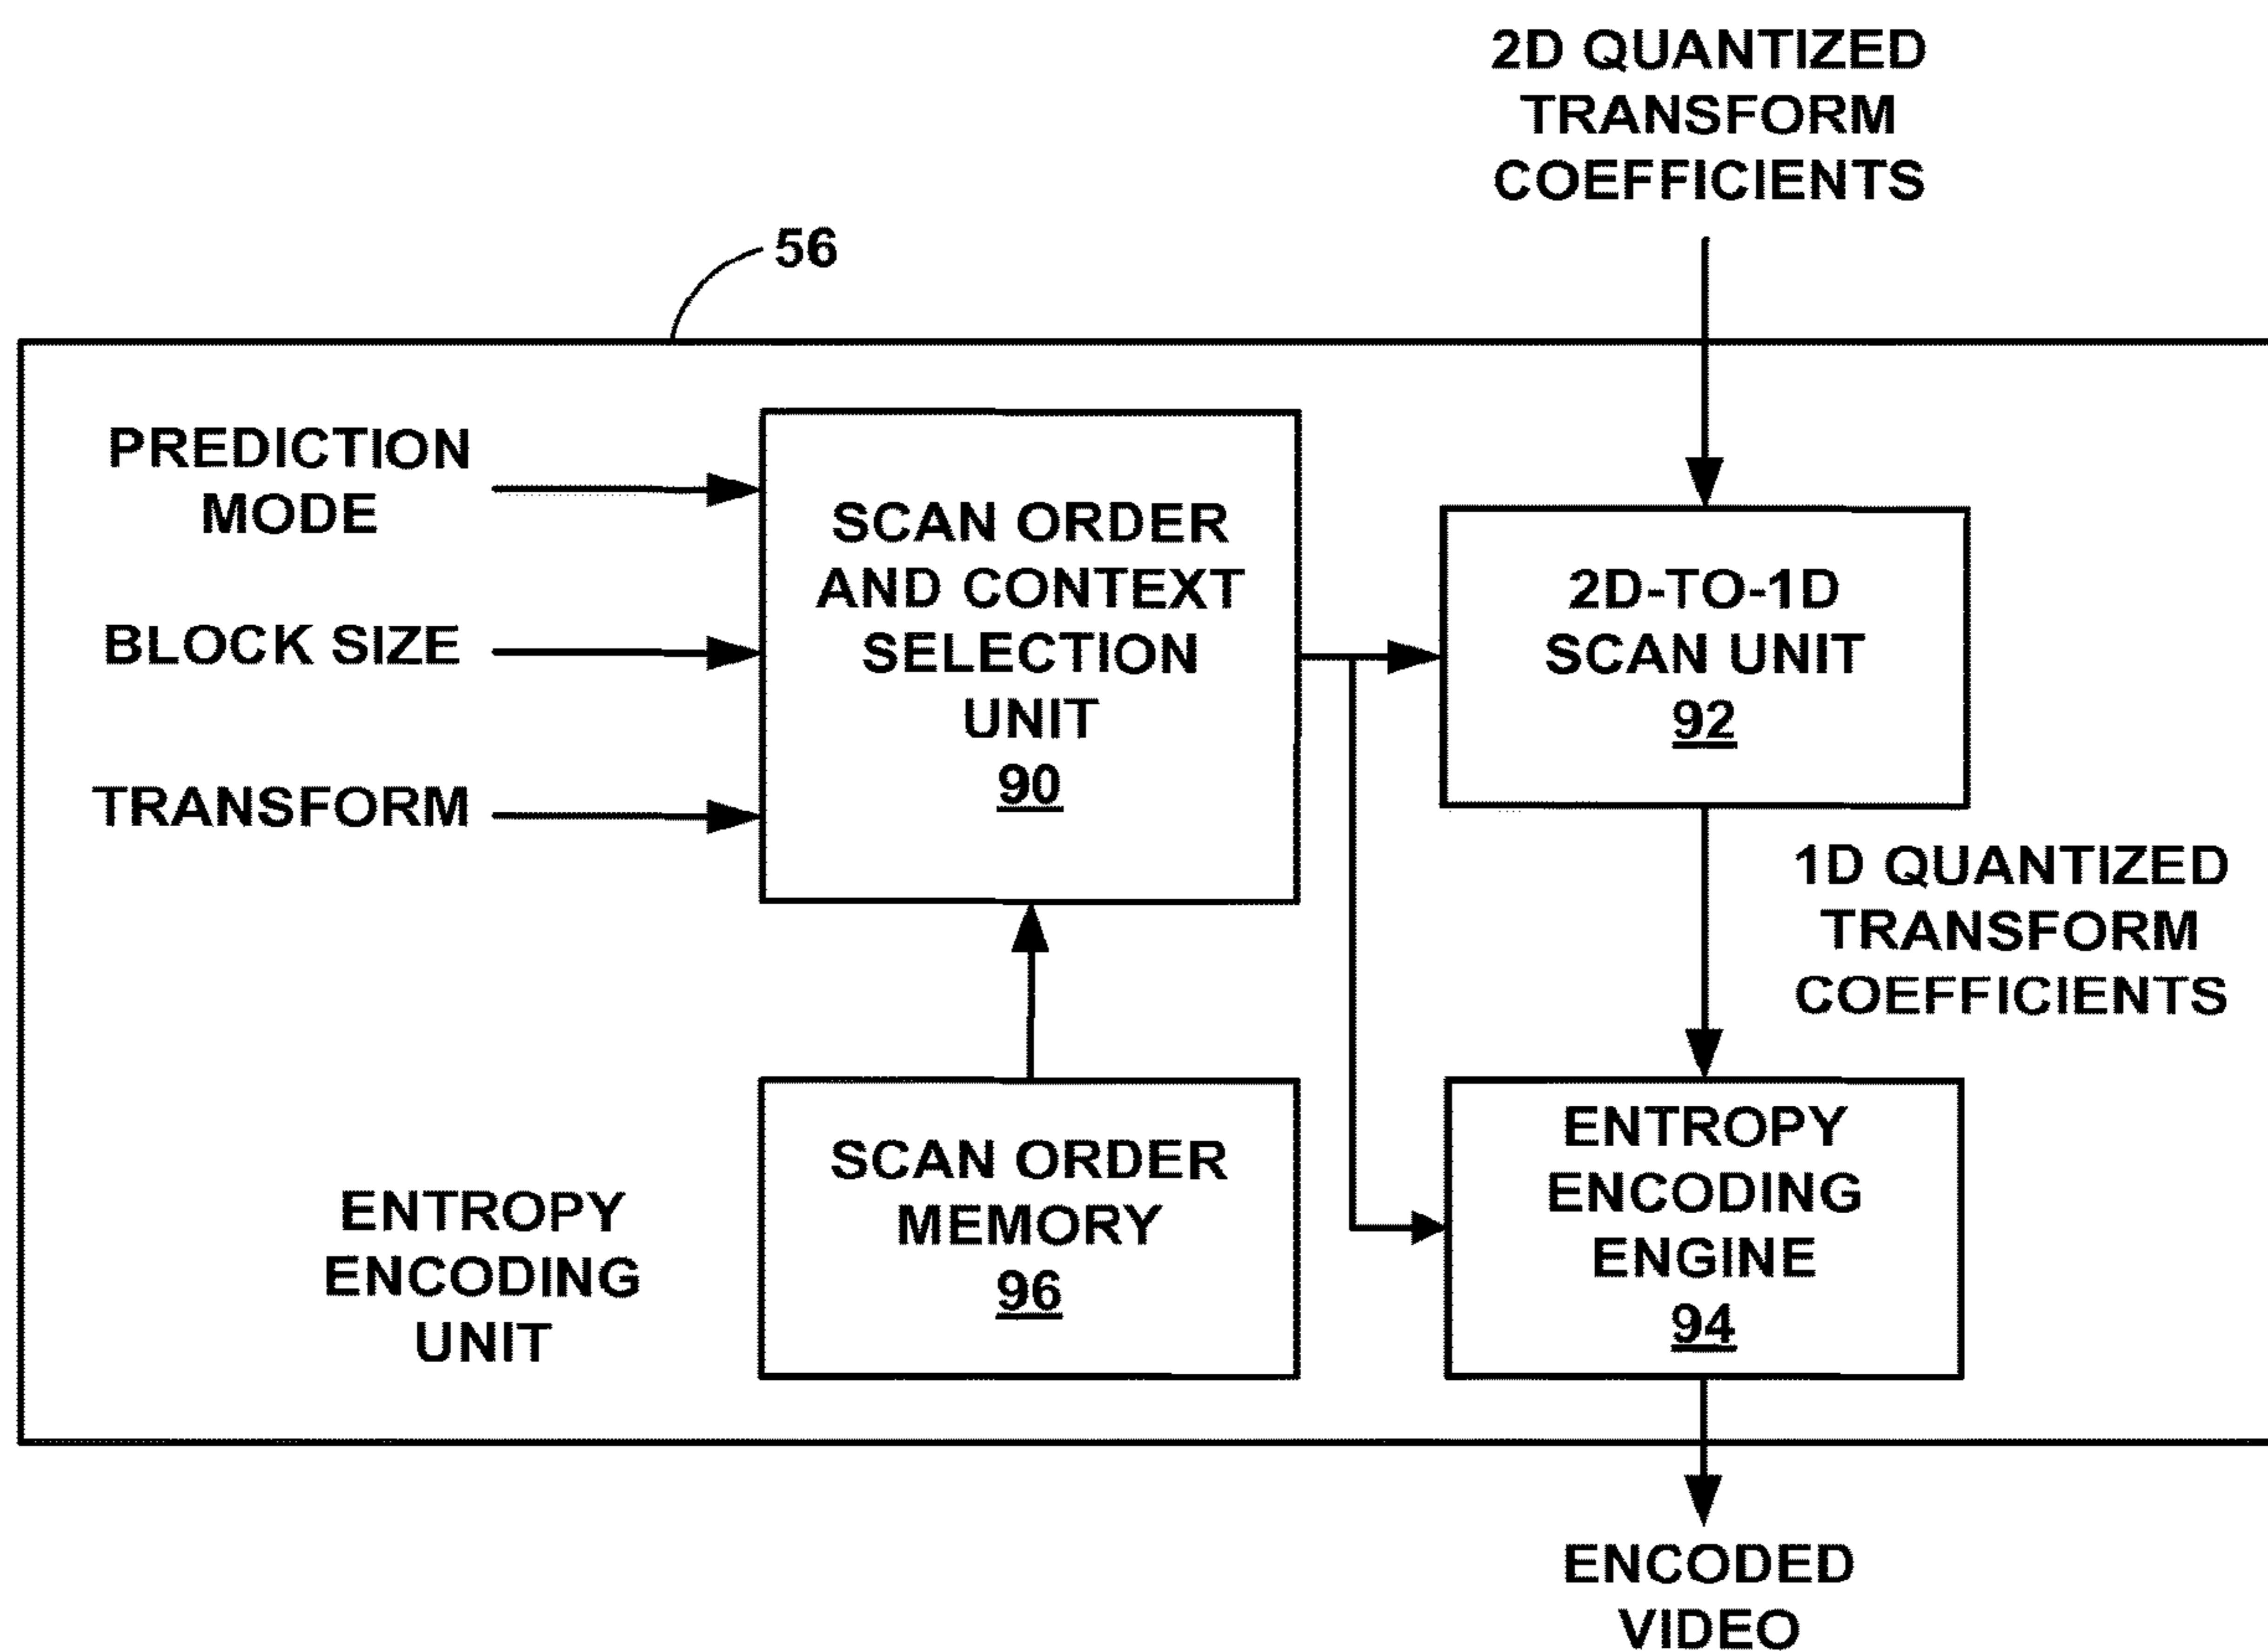 2D QUANTIZED
TRANSFORM
COEFFICIENTS
56
PREDICTION
MODE
BLOCK SIZE
TRANSFORM
SCAN ORDER
AND CONTEXT
SELECTION
UNIT
90
2D-TO-1D
SCAN UNIT
92
1D QUANTIZED
TRANSFORM
COEFFICIENTS
ENTROPY
ENCODING
UNIT
SCAN ORDER
MEMORY
96
ENTROPY
ENCODING
ENGINE
94
ENCODED
VIDEO